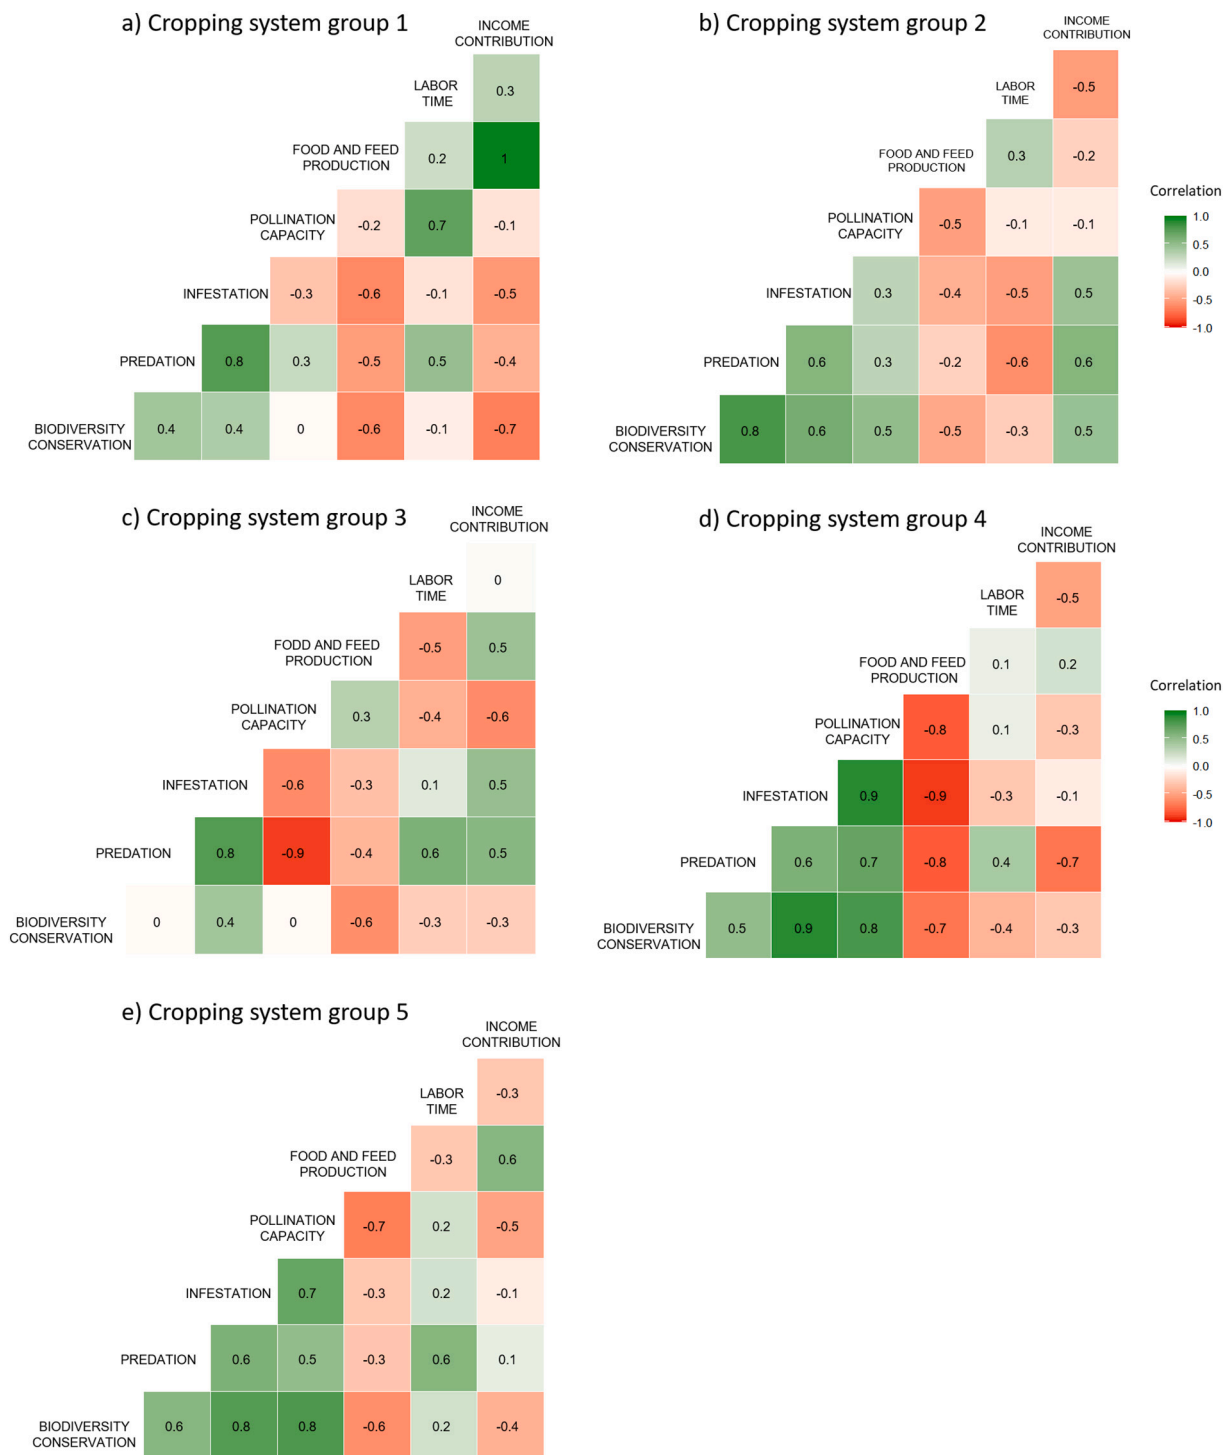 a) Cropping system group 1
INCOME
CONTRIBUTION
LABOR
TIME
0.3
FOOD AND FEED
PRODUCTION
0.2
1
POLLINATION
CAPACITY
-0.2
0.7
-0.1
INFESTATION
-0.3
-0.6
-0.1
-0.5
PREDATION
0.8
0.3
-0.5
0.5
-0.4
BIODIVERSITY
CONSERVATION
0.4
0.4
0
-0.6
-0.1
-0.7
b) Cropping system group 2
INCOME
CONTRIBUTION
LABOR
TIME
-0.5
FOOD AND FEED
PRODUCTION
0.3
-0.2
POLLINATION
CAPACITY
-0.5
-0.1
-0.1
INFESTATION
0.3
-0.4
-0.5
0.5
PREDATION
0.6
0.3
-0.2
-0.6
0.6
BIODIVERSITY
CONSERVATION
0.8
0.6
0.5
-0.5
-0.3
0.5
Correlation
1.0
0.5
0.0
-0.5
-1.0
c) Cropping system group 3
INCOME
CONTRIBUTION
LABOR
TIME
0
FODD AND FEED
PRODUCTION
-0.5
0.5
POLLINATION
CAPACITY
0.3
-0.4
-0.6
INFESTATION
-0.6
-0.3
0.1
0.5
PREDATION
0.8
-0.9
-0.4
0.6
0.5
BIODIVERSITY
CONSERVATION
0
0.4
0
-0.6
-0.3
-0.3
d) Cropping system group 4
INCOME
CONTRIBUTION
LABOR
TIME
-0.5
FOOD AND FEED
PRODUCTION
0.1
0.2
POLLINATION
CAPACITY
-0.8
0.1
-0.3
INFESTATION
0.9
-0.9
-0.3
-0.1
PREDATION
0.6
0.7
-0.8
0.4
-0.7
BIODIVERSITY
CONSERVATION
0.5
0.9
0.8
-0.7
-0.4
-0.3
Correlation
1.0
0.5
0.0
-0.5
-1.0
e) Cropping system group 5
INCOME
CONTRIBUTION
LABOR
TIME
-0.3
FOOD AND FEED
PRODUCTION
-0.3
0.6
POLLINATION
CAPACITY
-0.7
0.2
-0.5
INFESTATION
0.7
-0.3
0.2
-0.1
PREDATION
0.6
0.5
-0.3
0.6
0.1
BIODIVERSITY
CONSERVATION
0.6
0.8
0.8
-0.6
0.2
-0.4